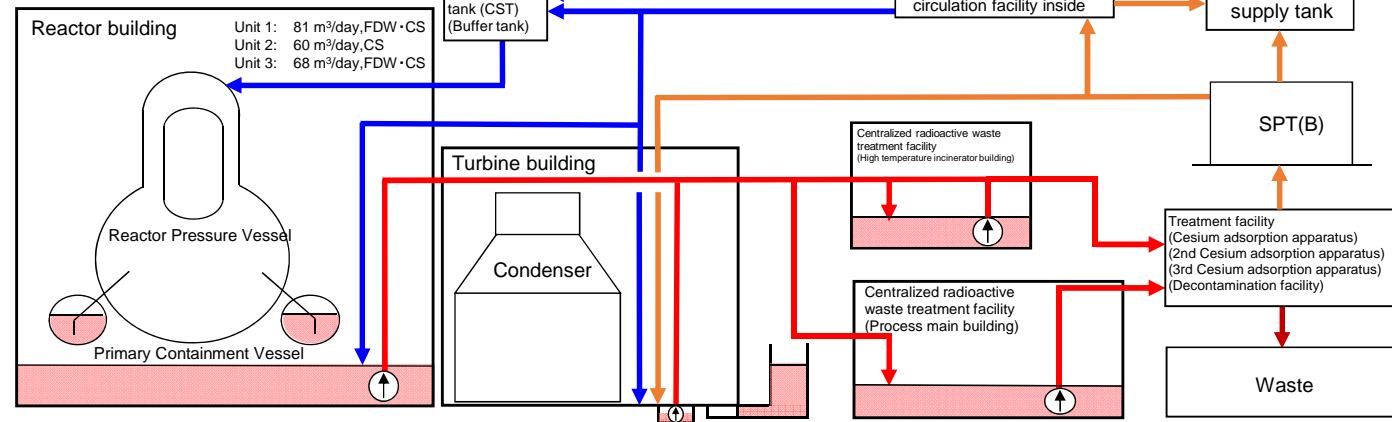 Reactor building
Unit 1: 81 m³/day,FDW・CS
Unit 2: 60 m³/day,CS
Unit 3: 68 m³/day,FDW・CS
tank (CST)
(Buffer tank)
circulation facility inside
supply tank
SPT(B)
Centralized radioactive waste
treatment facility
(High temperature incinerator building)
Turbine building
Reactor Pressure Vessel
Condenser
Primary Containment Vessel
Centralized radioactive
waste treatment facility
(Process main building)
Treatment facility
(Cesium adsorption apparatus)
(2nd Cesium adsorption apparatus)
(3rd Cesium adsorption apparatus)
(Decontamination facility)
Waste